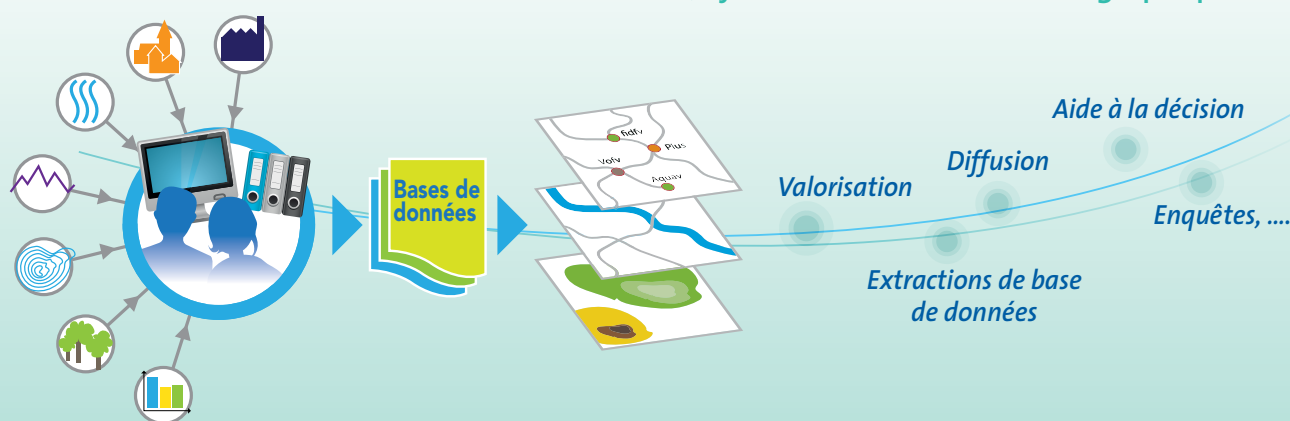 Bases de
données
fidfv
Plus
Vofv
Aquav
Aide à la décision
Diffusion
Valorisation
Enquêtes, ....
Extractions de base
de données